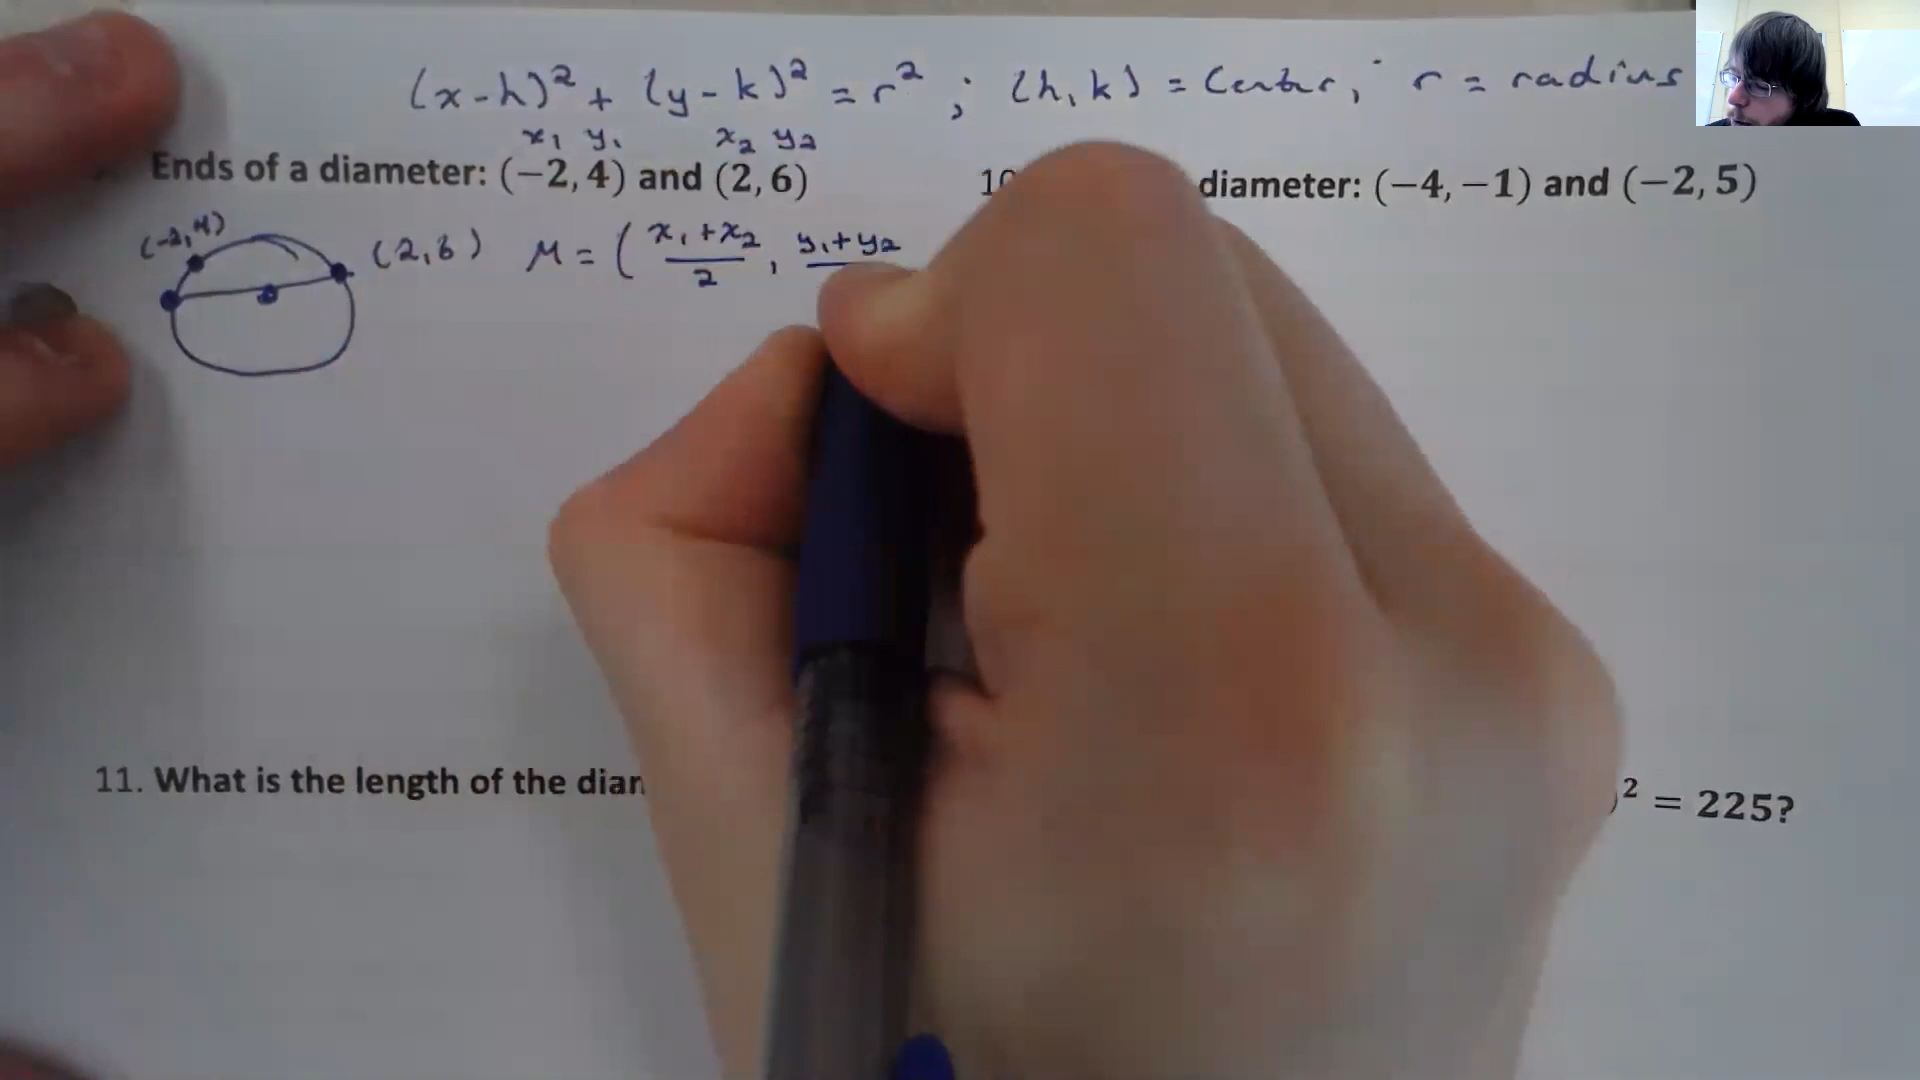 (x-h)² + (y-k)² = r² ; (h,k) = Center, r = radius
x₁ y₁ x₂ y₂
Ends of a diameter: (−2, 4) and (2, 6)
10 diameter: (−4, −1) and (−2, 5)
(-2,4)
(2,6) M = ( x₁+x₂ / 2 , y₁+y₂
11. What is the length of the diam
)² = 225?